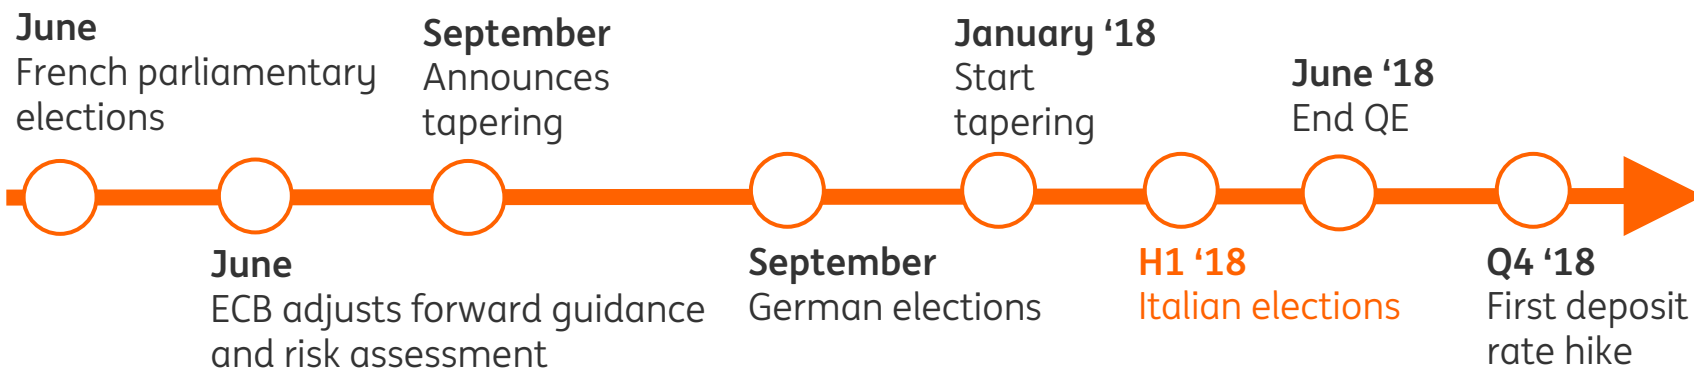 June
French parliamentary
elections
June
ECB adjusts forward guidance
and risk assessment
September
Announces
tapering
September
German elections
January ‘18
Start
tapering
H1 ‘18
Italian elections
June ‘18
End QE
Q4 ‘18
First deposit
rate hike